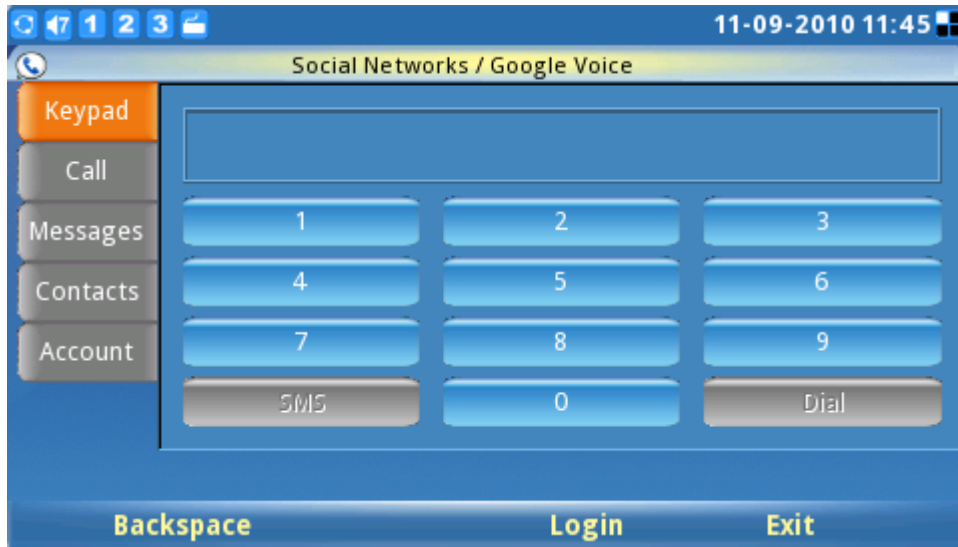 7 1 2 3 11-09-2010 11:45
Social Networks / Google Voice
Keypad
Call
Messages
Contacts
Account
1 2 3
4 5 6
7 8 9
SMS 0 Dial
Backspace Login Exit